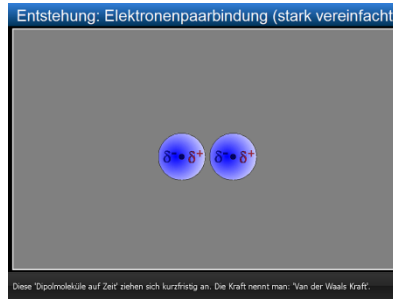 Entstehung: Elektronenpaarbindung (stark vereinfacht
δ⁻ δ⁺ δ⁻ δ⁺
Diese 'Dipolmoleküle auf Zeit' ziehen sich kurzfristig an. Die Kraft nennt man: 'Van der Waals Kraft'.